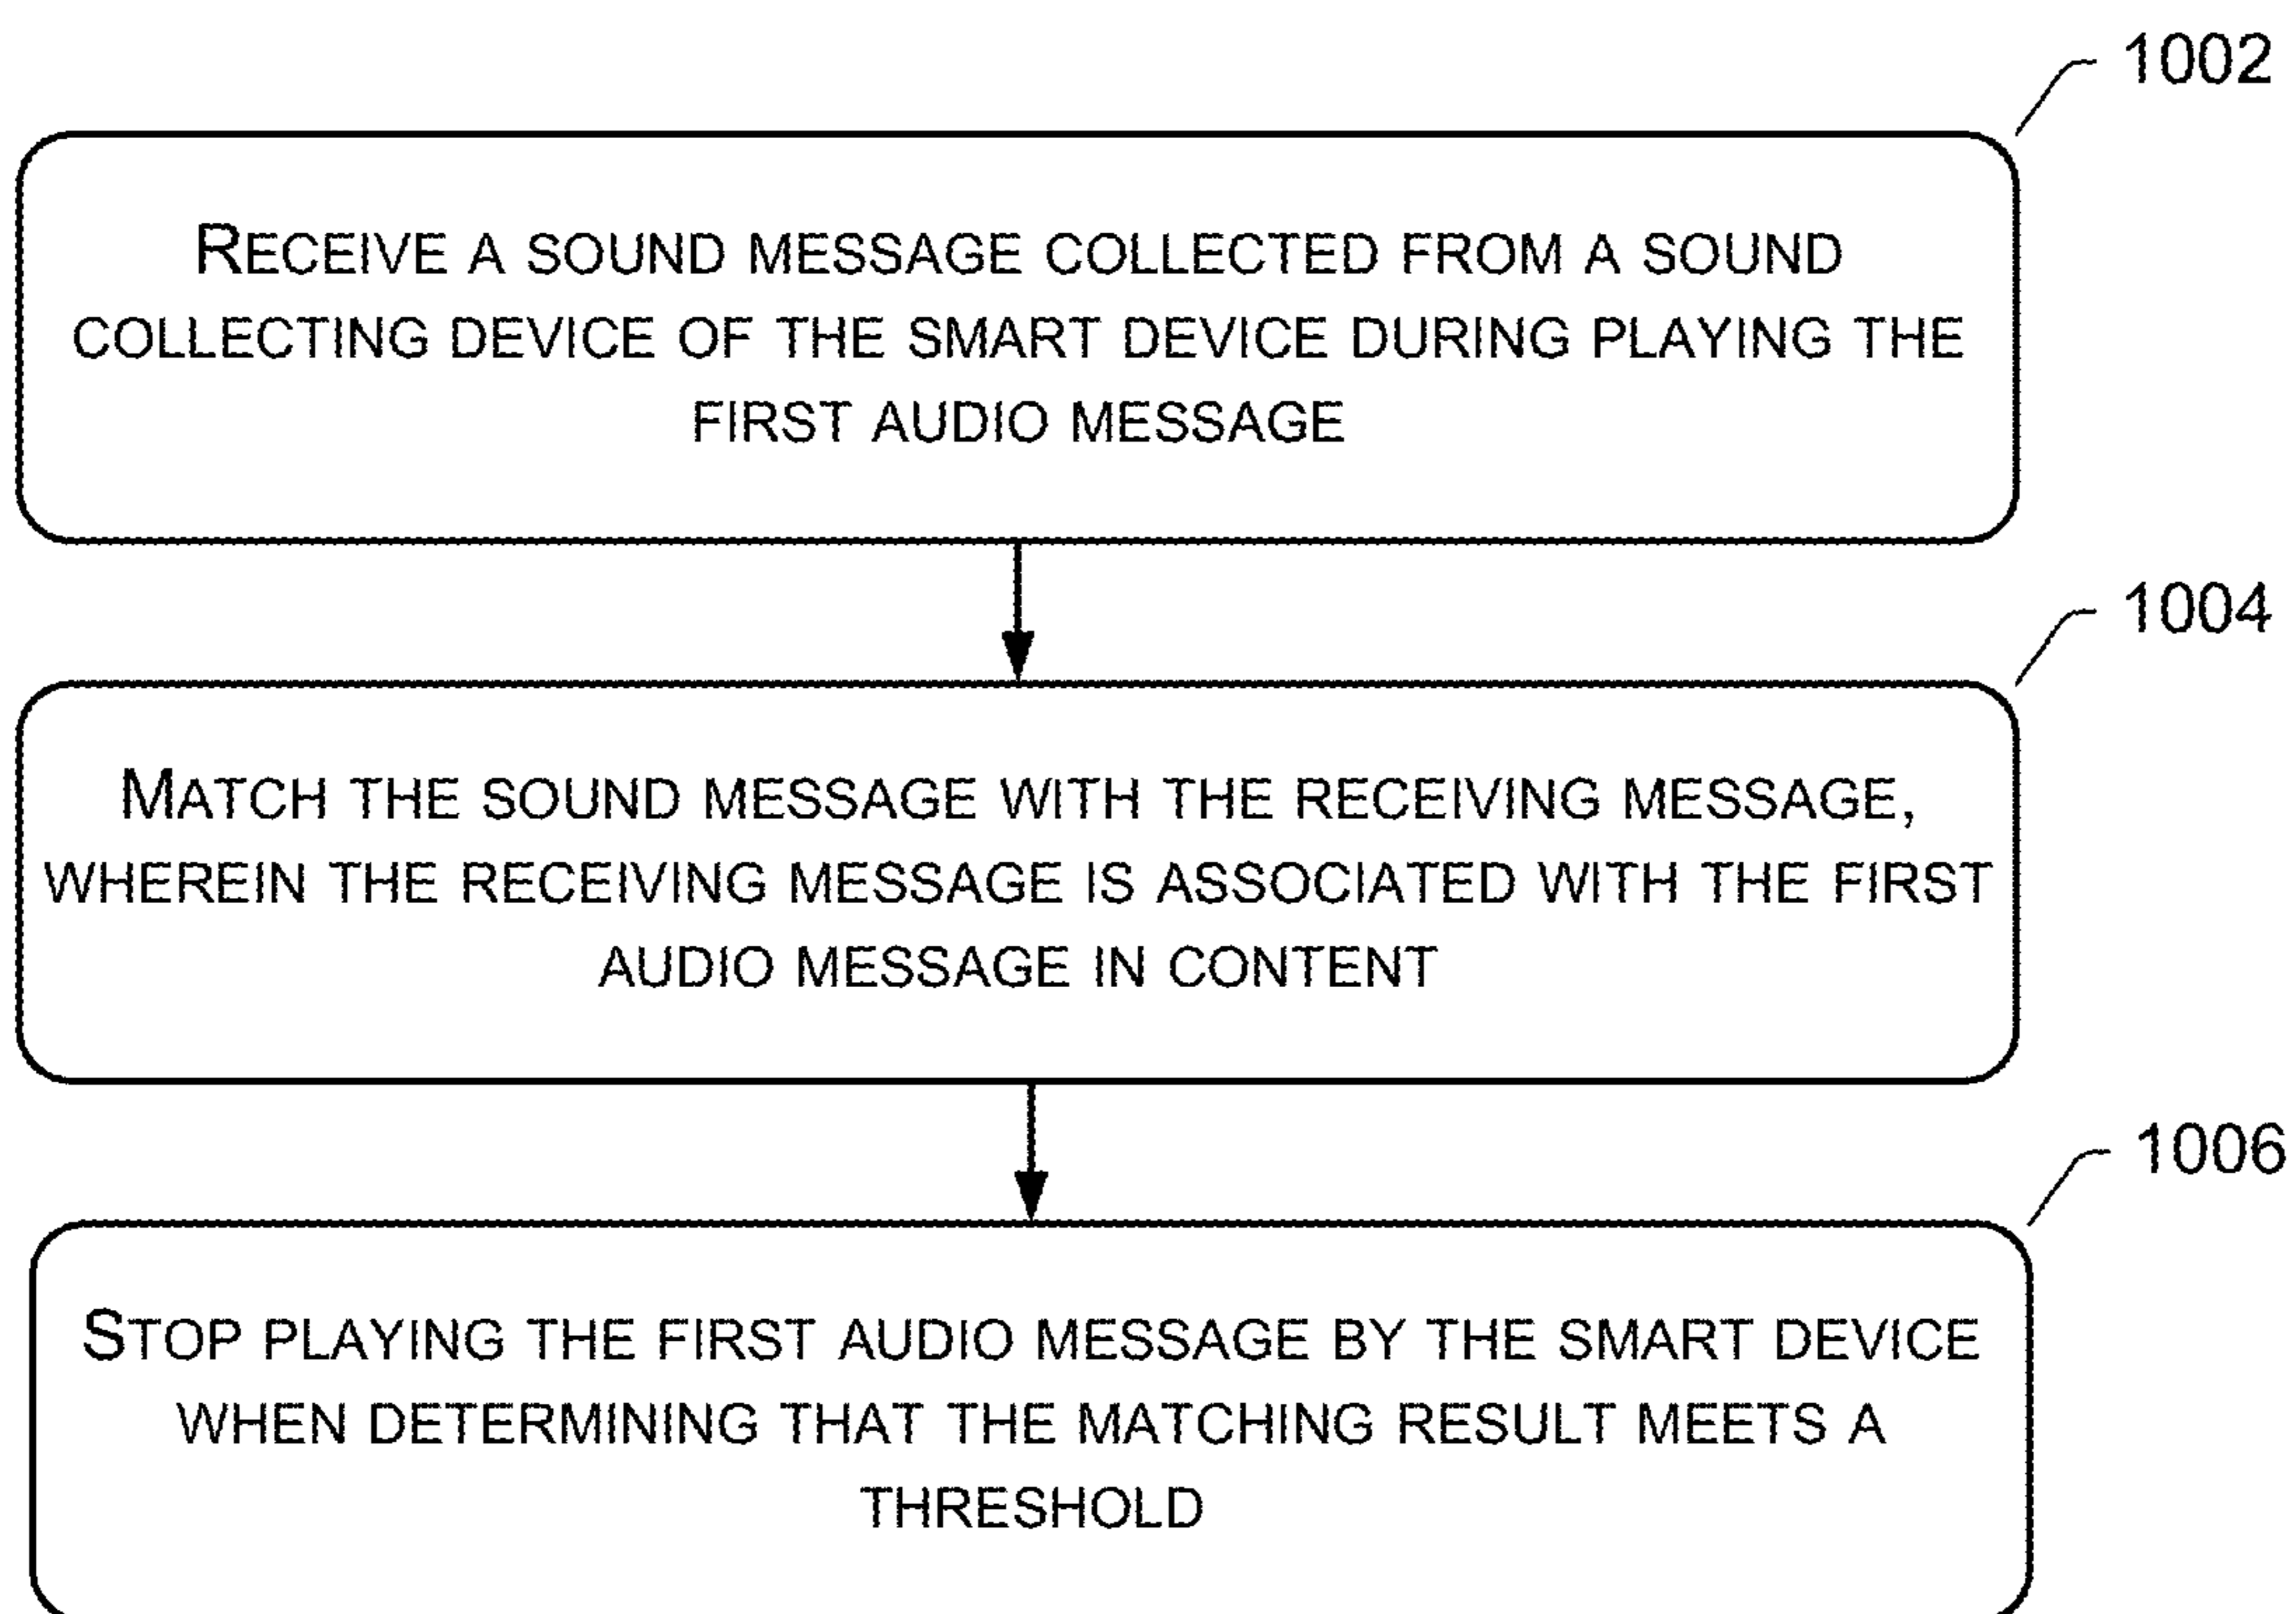 1002
RECEIVE A SOUND MESSAGE COLLECTED FROM A SOUND
COLLECTING DEVICE OF THE SMART DEVICE DURING PLAYING THE
FIRST AUDIO MESSAGE
1004
MATCH THE SOUND MESSAGE WITH THE RECEIVING MESSAGE,
WHEREIN THE RECEIVING MESSAGE IS ASSOCIATED WITH THE FIRST
AUDIO MESSAGE IN CONTENT
1006
STOP PLAYING THE FIRST AUDIO MESSAGE BY THE SMART DEVICE
WHEN DETERMINING THAT THE MATCHING RESULT MEETS A
THRESHOLD